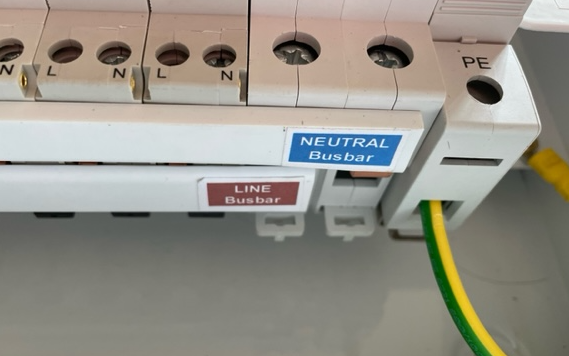 N L N L N PE
NEUTRAL
Busbar
LINE
Busbar